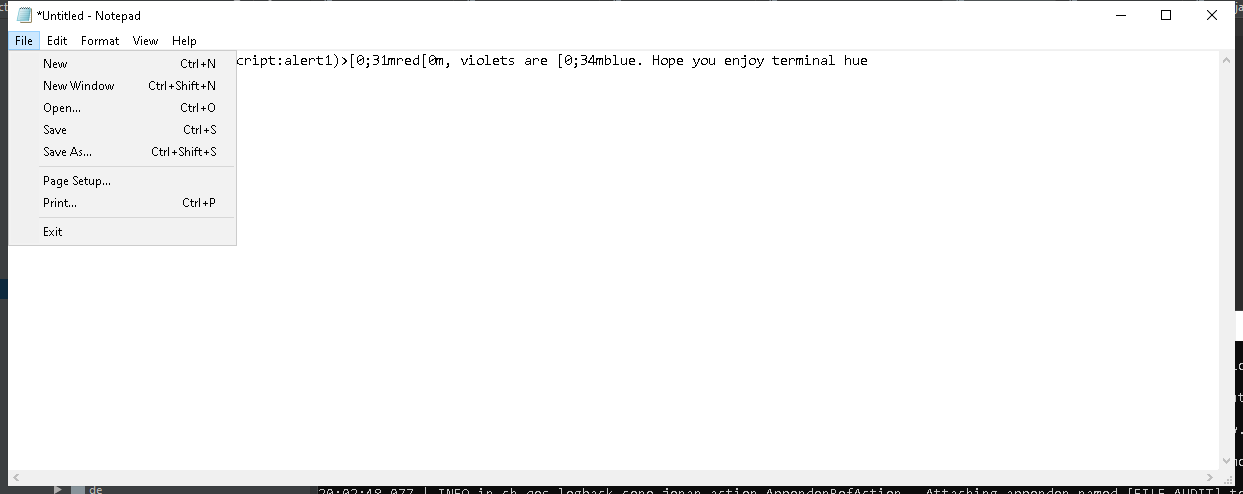 *Untitled - Notepad
File Edit Format View Help
cript:alert1)>[0;31mred[0m, violets are [0;34mblue. Hope you enjoy terminal hue
New Ctrl+N
New Window Ctrl+Shift+N
Open... Ctrl+O
Save Ctrl+S
Save As... Ctrl+Shift+S
Page Setup...
Print... Ctrl+P
Exit
de
20:02:48,077 | INFO in ch.qos.logback.core.joran.action.AppenderRefAction - Attaching appender named [FILE_AUDIT] t